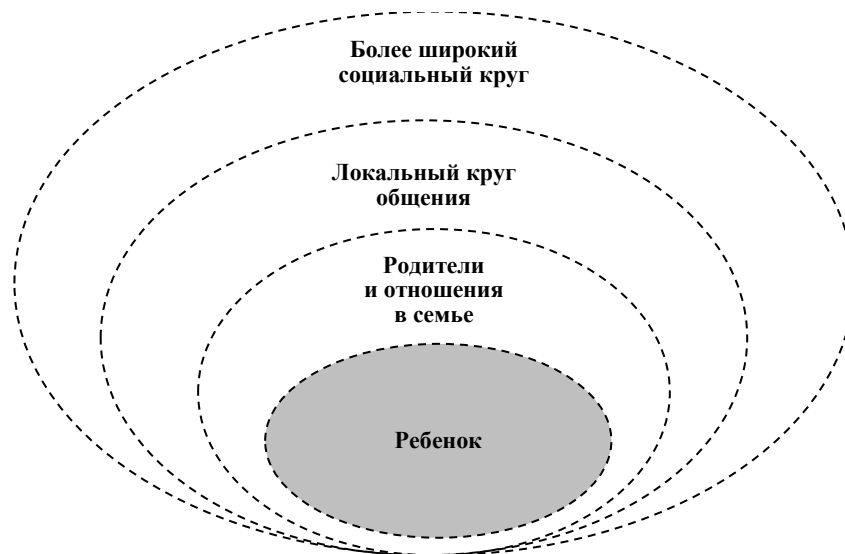 Более широкий
социальный круг
Локальный круг
общения
Родители
и отношения
в семье
Ребенок